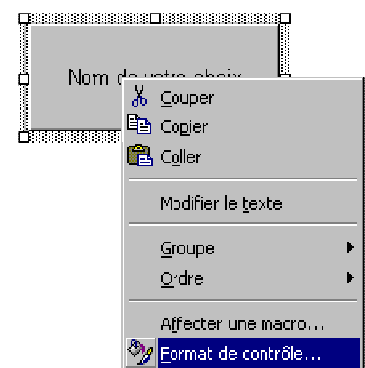 Nom de votre choix
Couper
Copier
Coller
Modifier le texte
Groupe
Ordre
Affecter une macro...
Format de contrôle...